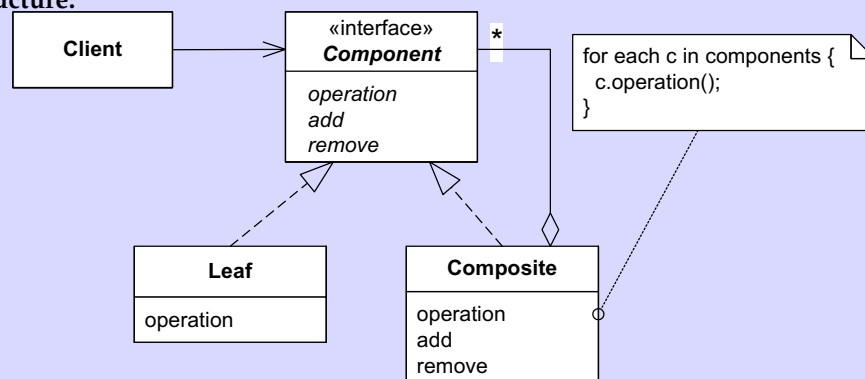 ucture:
Client
«interface»
Component
*
operation
add
remove
for each c in components {
c.operation();
}
Leaf
operation
Composite
operation
add
remove